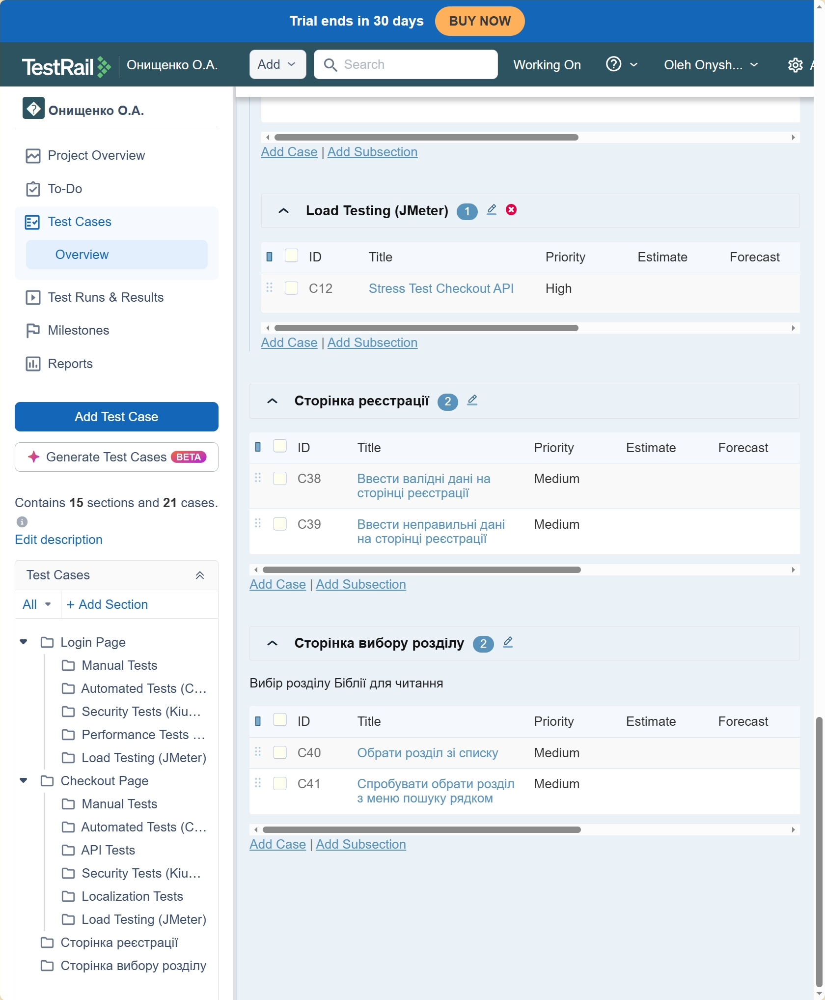 Trial ends in 30 days BUY NOW
TestRail Онищенко О.А. Add Search Working On Oleh Onysh...
Онищенко О.А.
Project Overview
To-Do
Test Cases
Overview
Test Runs & Results
Milestones
Reports
Add Test Case
Generate Test Cases BETA
Contains 15 sections and 21 cases.
Edit description
Test Cases
All + Add Section
Login Page
Manual Tests
Automated Tests (C...
Security Tests (Kiu...
Performance Tests ...
Load Testing (JMeter)
Checkout Page
Manual Tests
Automated Tests (C...
API Tests
Security Tests (Kiu...
Localization Tests
Load Testing (JMeter)
Сторінка реєстрації
Сторінка вибору розділу
Add Case | Add Subsection
Load Testing (JMeter) 1
ID Title Priority Estimate Forecast
C12 Stress Test Checkout API High
Add Case | Add Subsection
Сторінка реєстрації 2
ID Title Priority Estimate Forecast
C38 Ввести валідні дані на Medium
сторінці реєстрації
C39 Ввести неправильні дані Medium
на сторінці реєстрації
Add Case | Add Subsection
Сторінка вибору розділу 2
Вибір розділу Біблії для читання
ID Title Priority Estimate Forecast
C40 Обрати розділ зі списку Medium
C41 Спробувати обрати розділ Medium
з меню пошуку рядком
Add Case | Add Subsection